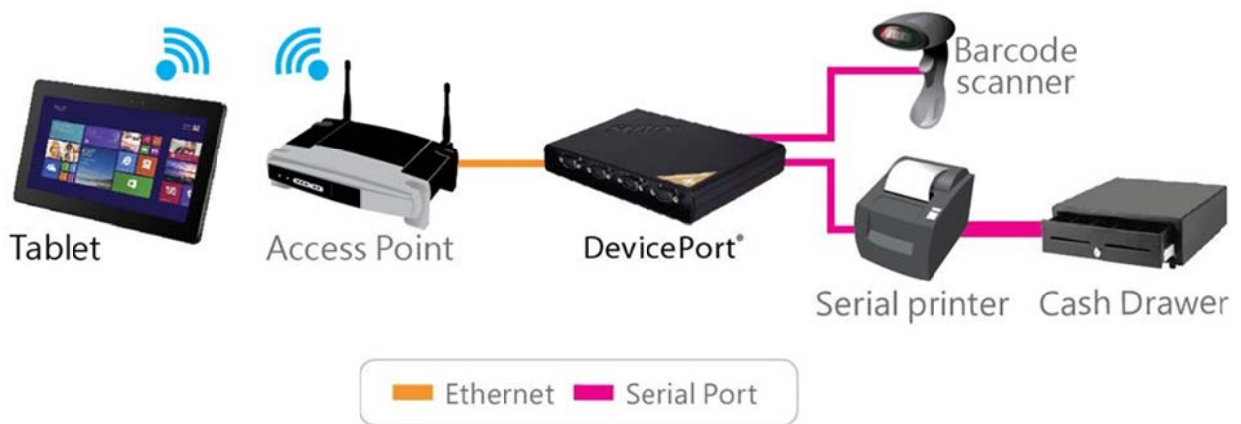 Barcode
scanner
Tablet
Access Point
DevicePort®
Serial printer
Cash Drawer
Ethernet
Serial Port